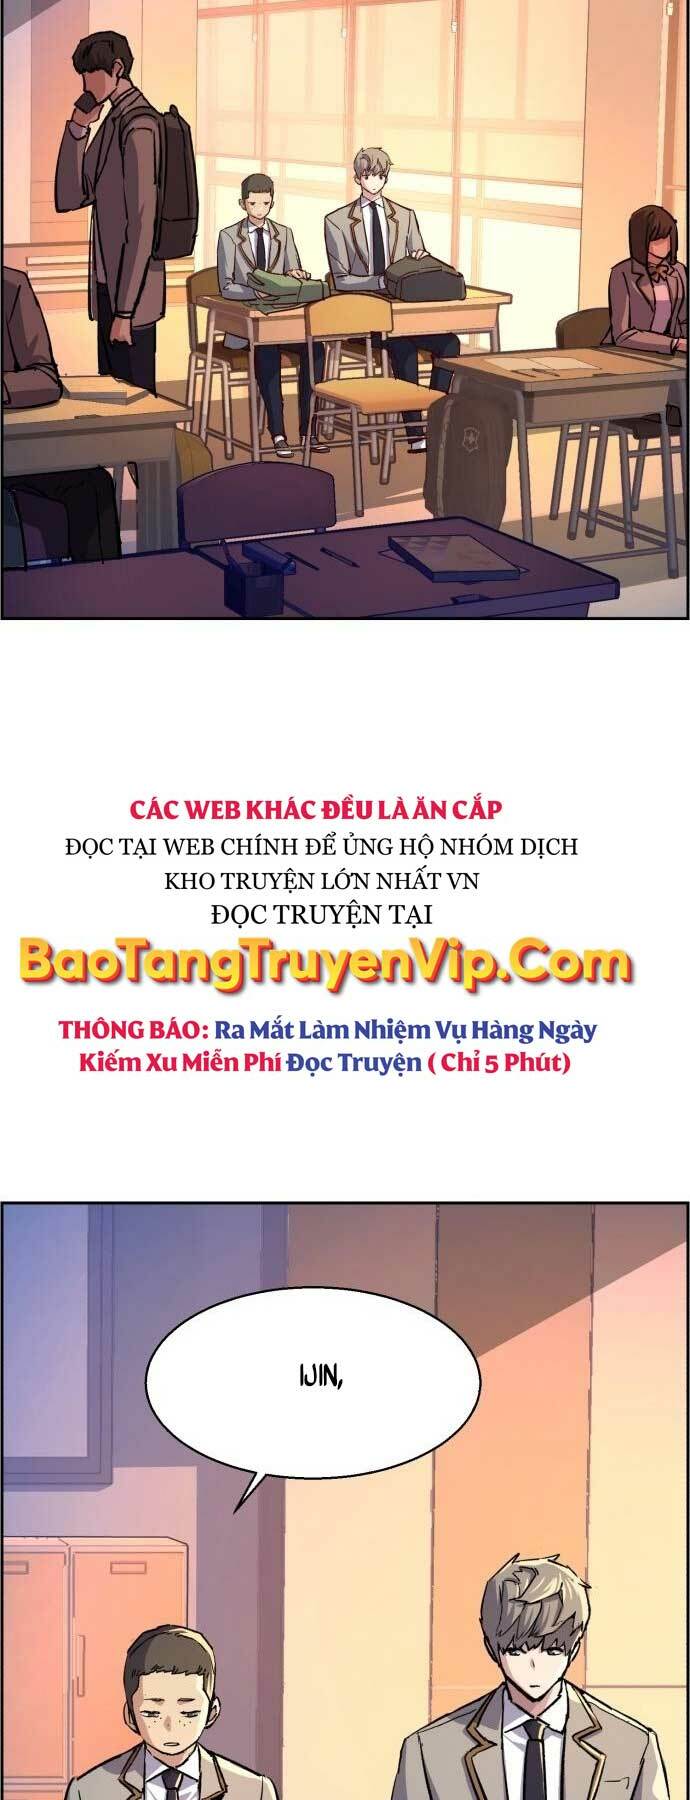 CÁC WEB KHÁC ĐỀU LÀ ĂN CẮP
ĐỌC TẠI WEB CHÍNH ĐỂ ỦNG HỘ NHÓM DỊCH
KHO TRUYỆN LỚN NHẤT VN
ĐỌC TRUYỆN TẠI
BaoTangTruyenVip.Com
THÔNG BÁO: Ra Mắt Làm Nhiệm Vụ Hàng Ngày
Kiếm Xu Miễn Phí Đọc Truyện ( Chỉ 5 Phút)
IJIN,